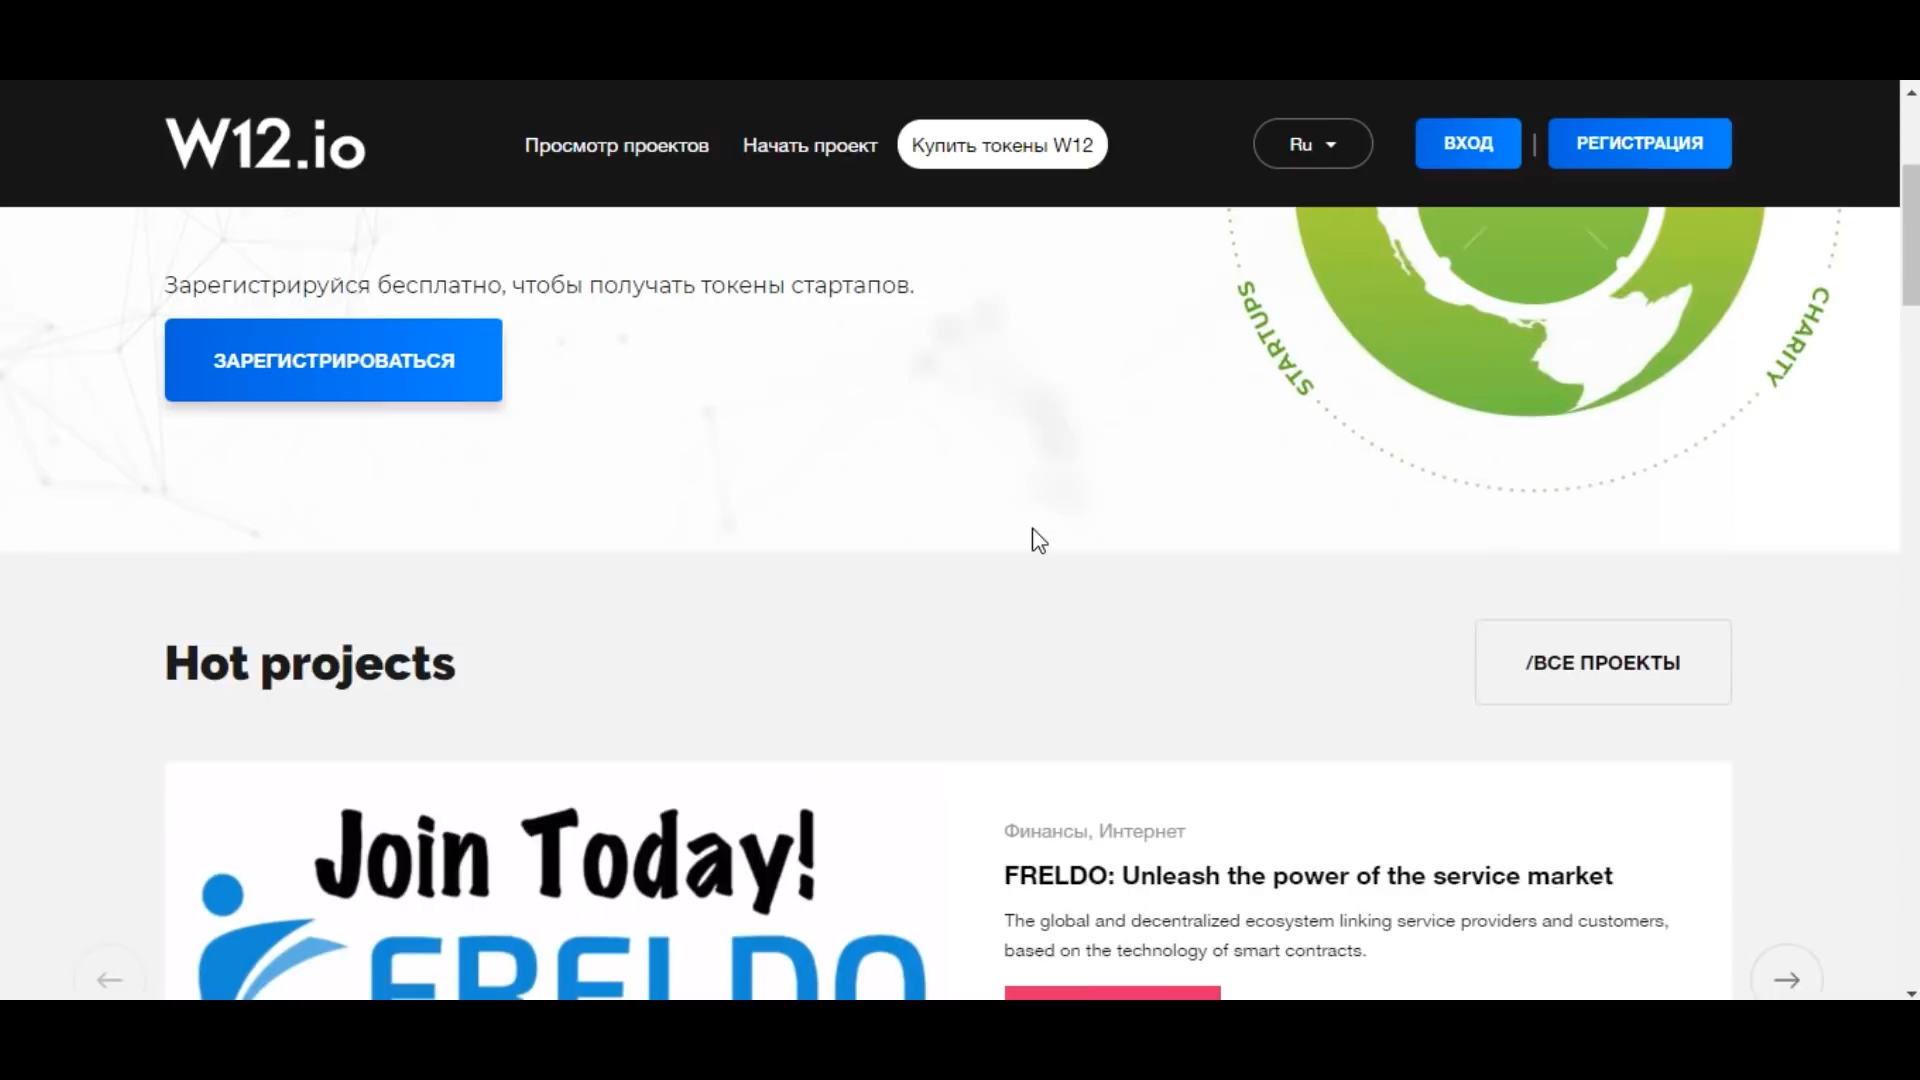 W12.io
Просмотр проектов
Начать проект
Купить токены W12
Ru
ВХОД
|
РЕГИСТРАЦИЯ
Зарегистрируйся бесплатно, чтобы получать токены стартапов.
ЗАРЕГИСТРИРОВАТЬСЯ
STARTUPS
CHARITY
Hot projects
/ВСЕ ПРОЕКТЫ
Join Today!
FRELDO
Финансы, Интернет
FRELDO: Unleash the power of the service market
The global and decentralized ecosystem linking service providers and customers,
based on the technology of smart contracts.